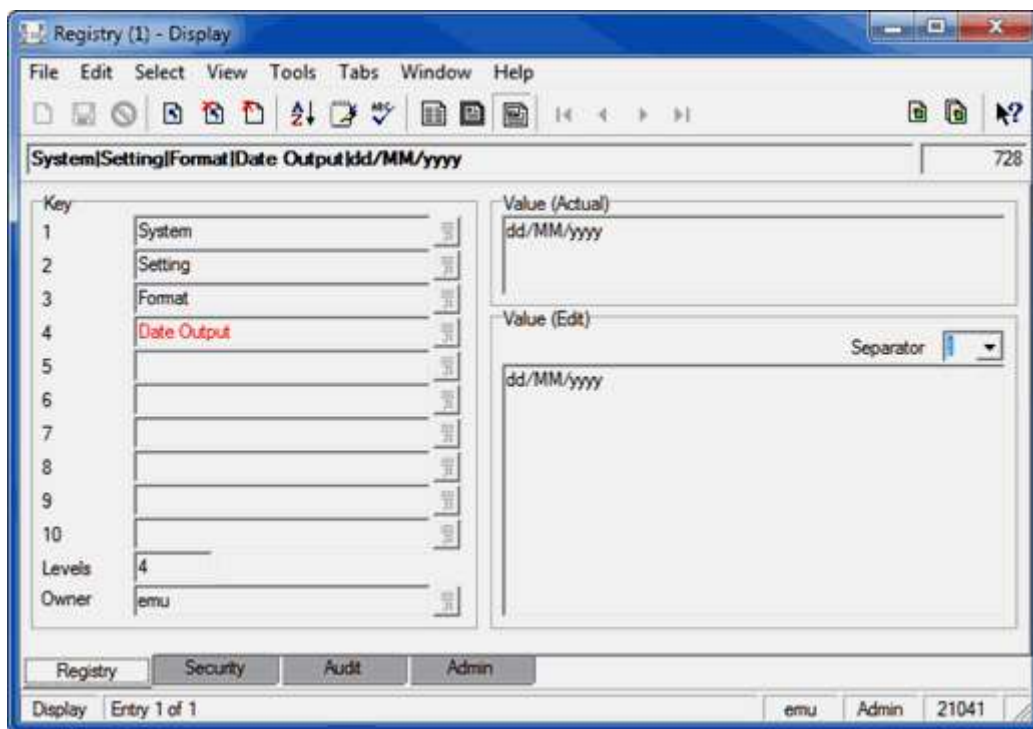 Registry (1) - Display
File Edit Select View Tools Tabs Window Help
System|Setting|Format|Date Output|dd/MM/yyyy 728
Key
1 System
2 Setting
3 Format
4 Date Output
5
6
7
8
9
10
Levels 4
Owner emu
Value (Actual)
dd/MM/yyyy
Value (Edit)
Separator
dd/MM/yyyy
Registry Security Audit Admin
Display Entry 1 of 1 emu Admin 21041